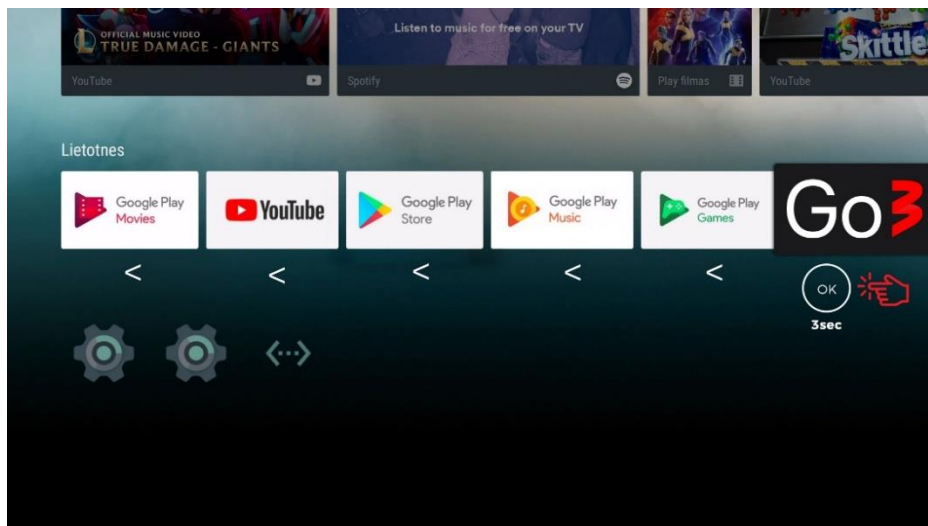 OFFICIAL MUSIC VIDEO
TRUE DAMAGE - GIANTS
Listen to music for free on your TV
Skittle
YouTube
Spotify
Play filmas
YouTube
Lietotnes
Google Play
Movies
YouTube
Google Play
Store
Google Play
Music
Google Play
Games
Go3
< < < < <
OK
3sec